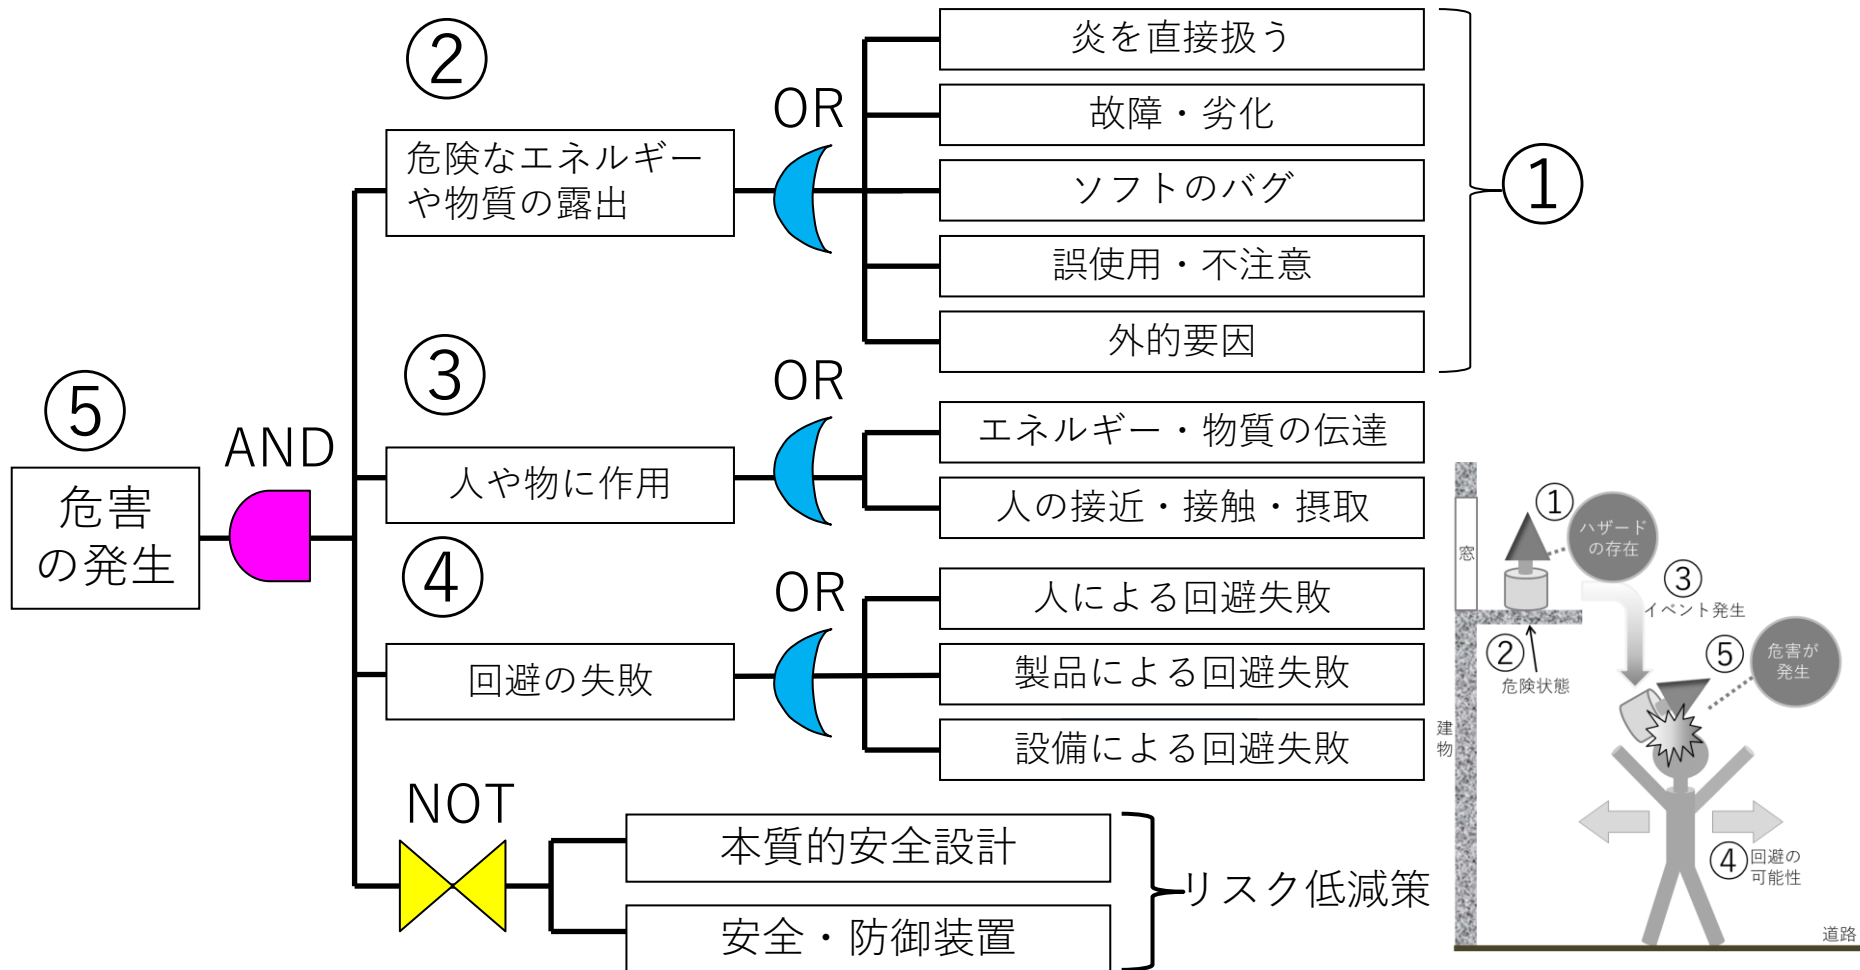 ②
OR
炎を直接扱う
故障・劣化
ソフトのバグ
誤使用・不注意
外的要因
①
危険なエネルギー
や物質の露出
③
OR
エネルギー・物質の伝達
人の接近・接触・摂取
人や物に作用
⑤
AND
危害
の発生
④
OR
人による回避失敗
製品による回避失敗
設備による回避失敗
回避の失敗
NOT
本質的安全設計
安全・防御装置
リスク低減策
窓
①
ハザード
の存在
③
イベント発生
②
危険状態
⑤
危害が
発生
建
物
④
回避の
可能性
道路